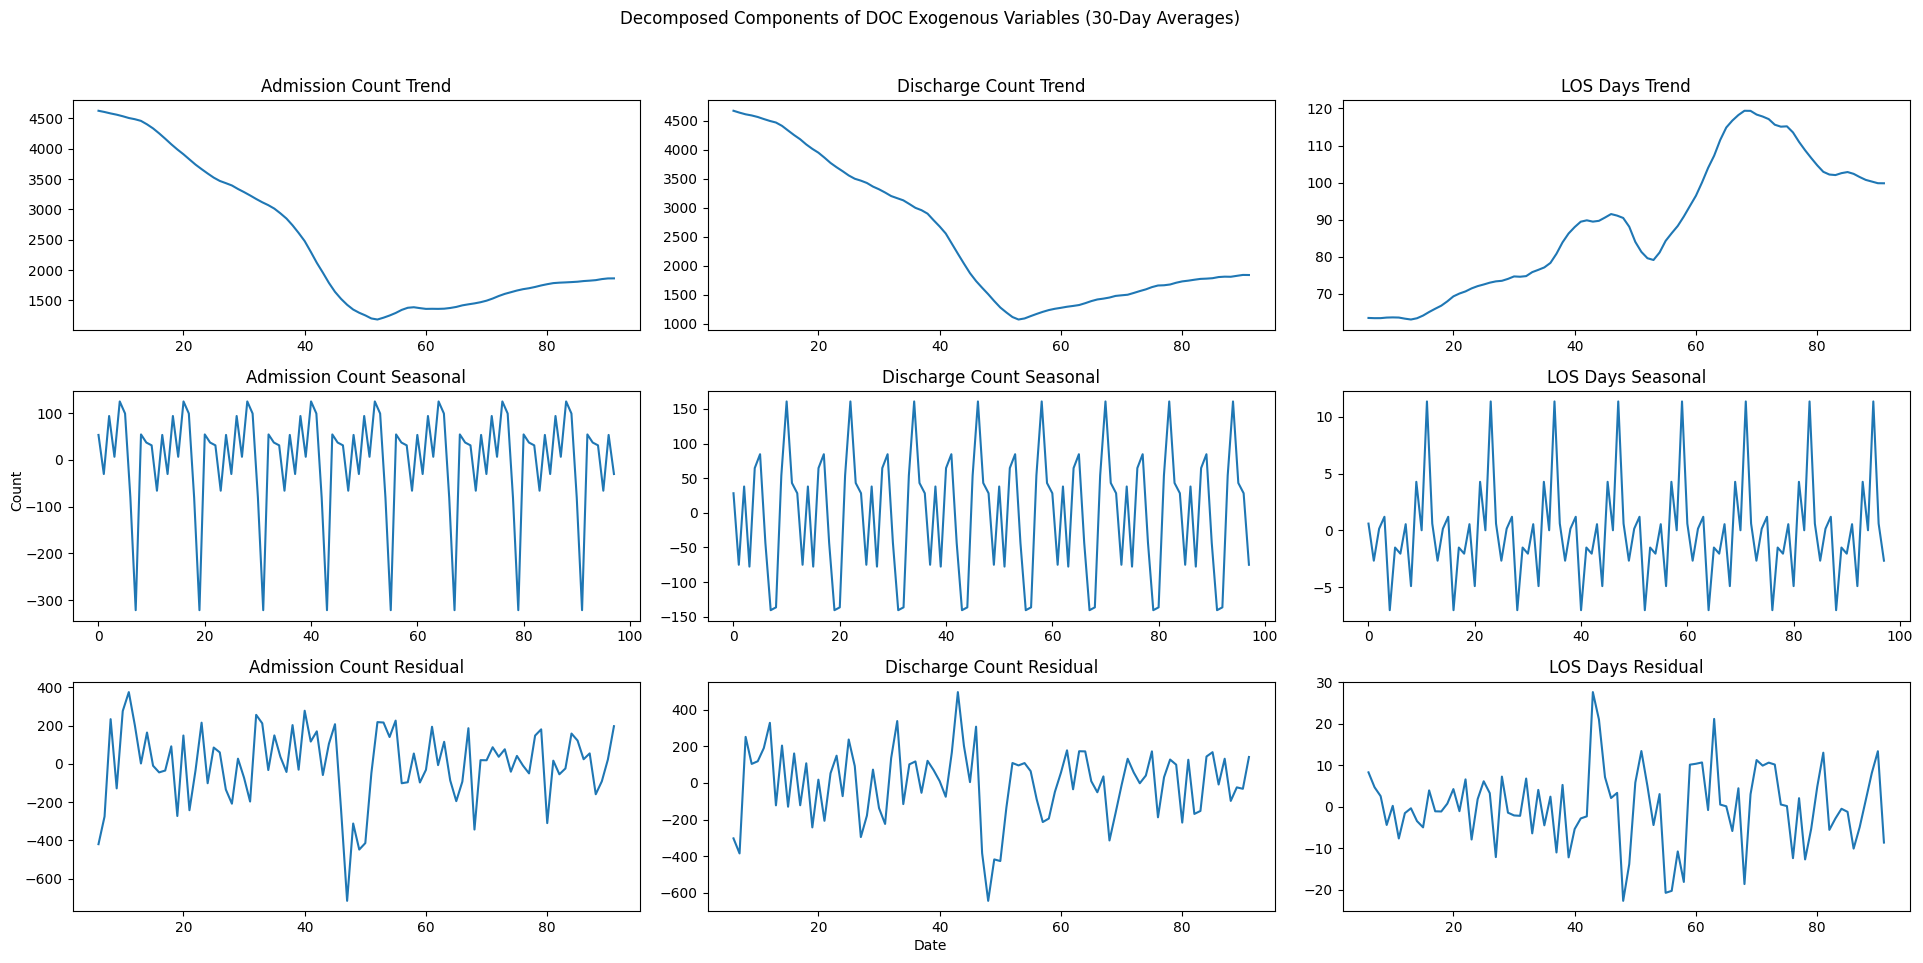 Decomposed Components of DOC Exogenous Variables (30-Day Averages)
Admission Count Trend
4500
4000
3500
3000
2500
2000
1500
20 40 60 80
Discharge Count Trend
4500
4000
3500
3000
2500
2000
1500
1000
20 40 60 80
LOS Days Trend
120
110
100
90
80
70
20 40 60 80
Admission Count Seasonal
Count
100
0
−100
−200
−300
0 20 40 60 80 100
Discharge Count Seasonal
150
100
50
0
−50
−100
−150
0 20 40 60 80 100
LOS Days Seasonal
10
5
0
−5
0 20 40 60 80 100
Admission Count Residual
400
200
0
−200
−400
−600
20 40 60 80
Discharge Count Residual
400
200
0
−200
−400
−600
20 40 60 80
Date
LOS Days Residual
30
20
10
0
−10
−20
20 40 60 80